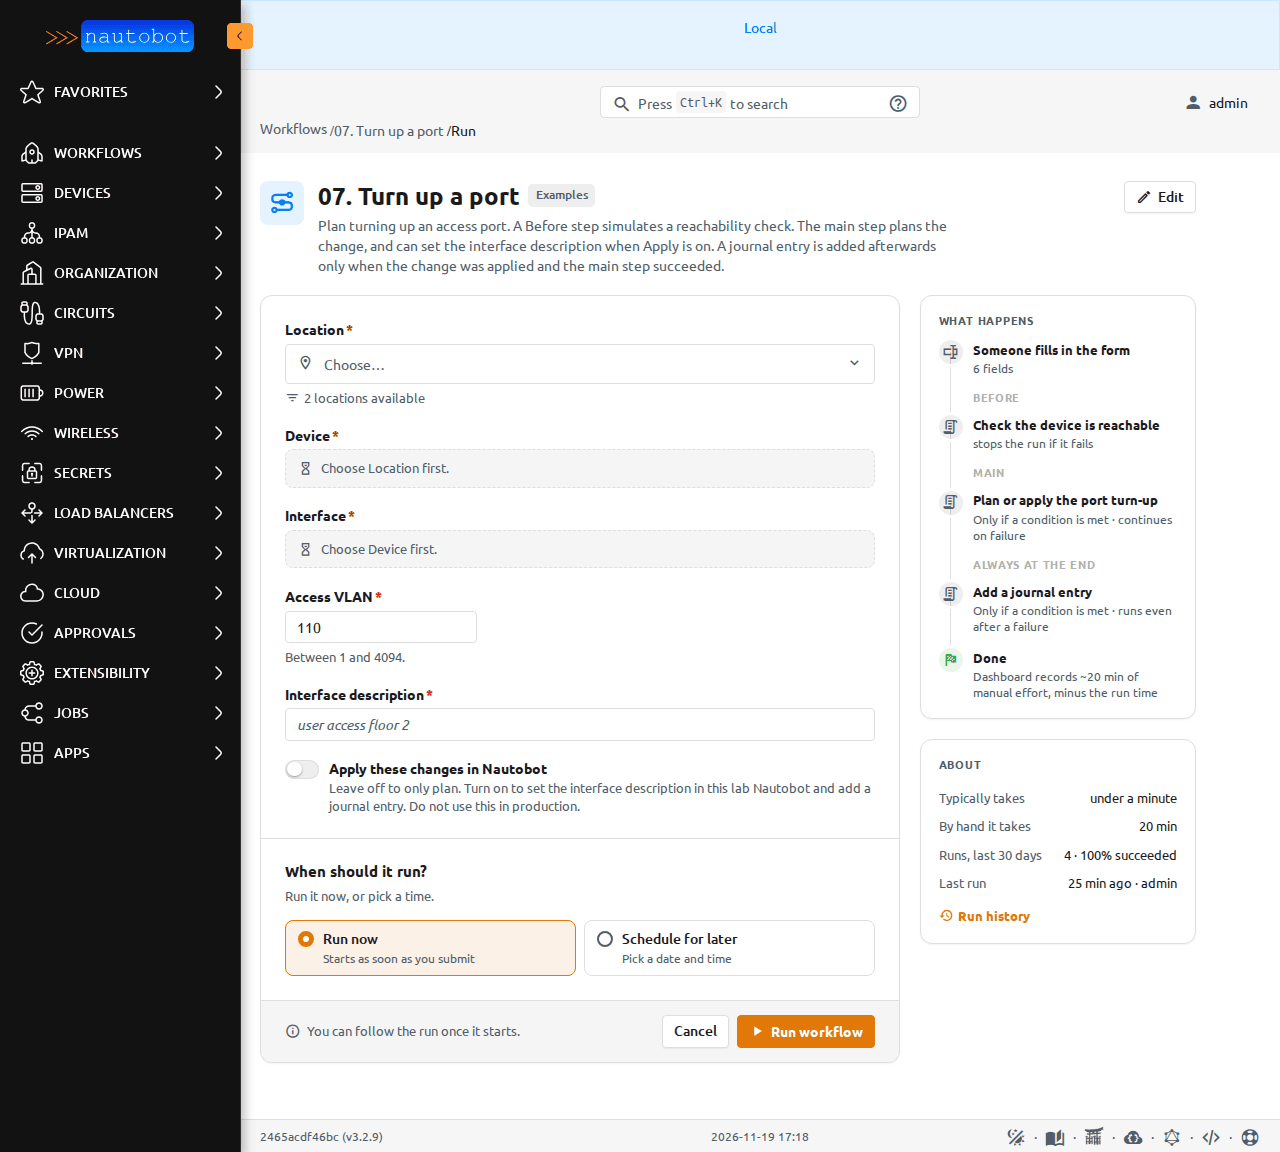 >>> nautobot
FAVORITES
WORKFLOWS
DEVICES
IPAM
ORGANIZATION
CIRCUITS
VPN
POWER
WIRELESS
SECRETS
LOAD BALANCERS
VIRTUALIZATION
CLOUD
APPROVALS
EXTENSIBILITY
JOBS
APPS
Local
Press Ctrl+K to search
admin
Workflows /07. Turn up a port /Run
07. Turn up a port Examples
Edit
Plan turning up an access port. A Before step simulates a reachability check. The main step plans the
change, and can set the interface description when Apply is on. A journal entry is added afterwards
only when the change was applied and the main step succeeded.
Location *
Choose...
2 locations available
Device *
Choose Location first.
Interface *
Choose Device first.
Access VLAN *
110
Between 1 and 4094.
Interface description *
user access floor 2
Apply these changes in Nautobot
Leave off to only plan. Turn on to set the interface description in this lab Nautobot and add a
journal entry. Do not use this in production.
When should it run?
Run it now, or pick a time.
Run now
Starts as soon as you submit
Schedule for later
Pick a date and time
You can follow the run once it starts.
Cancel
Run workflow
WHAT HAPPENS
Someone fills in the form
6 fields
BEFORE
Check the device is reachable
stops the run if it fails
MAIN
Plan or apply the port turn-up
Only if a condition is met · continues
on failure
ALWAYS AT THE END
Add a journal entry
Only if a condition is met · runs even
after a failure
Done
Dashboard records ~20 min of
manual effort, minus the run time
ABOUT
Typically takes under a minute
By hand it takes 20 min
Runs, last 30 days 4 · 100% succeeded
Last run 25 min ago · admin
Run history
2465acdf46bc (v3.2.9)
2026-11-19 17:18